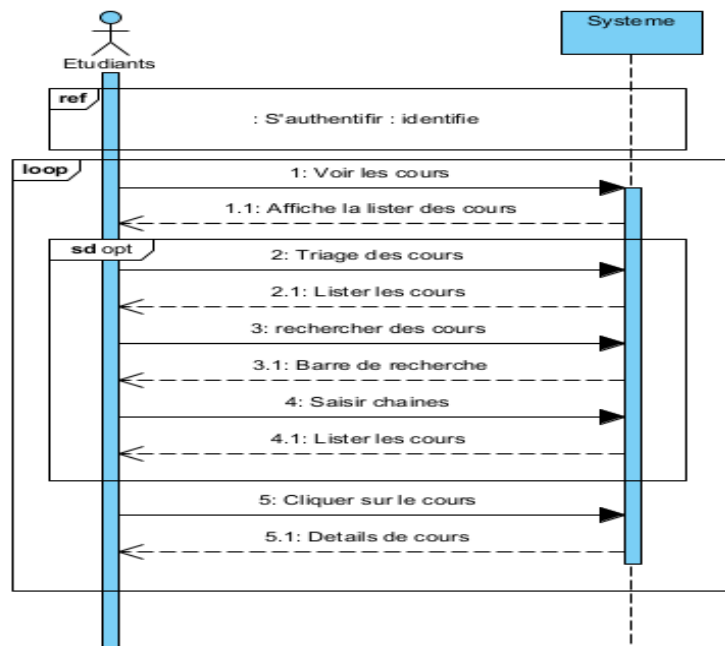 Etudiants
Systeme
ref
: S'authentifir : identifie
loop
1: Voir les cours
1.1: Affiche la lister des cours
sd opt
2: Triage des cours
2.1: Lister les cours
3: rechercher des cours
3.1: Barre de recherche
4: Saisir chaines
4.1: Lister les cours
5: Cliquer sur le cours
5.1: Details de cours